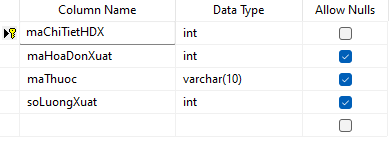 Column Name Data Type Allow Nulls
maChiTietHDX int
maHoaDonXuat int
maThuoc varchar(10)
soLuongXuat int